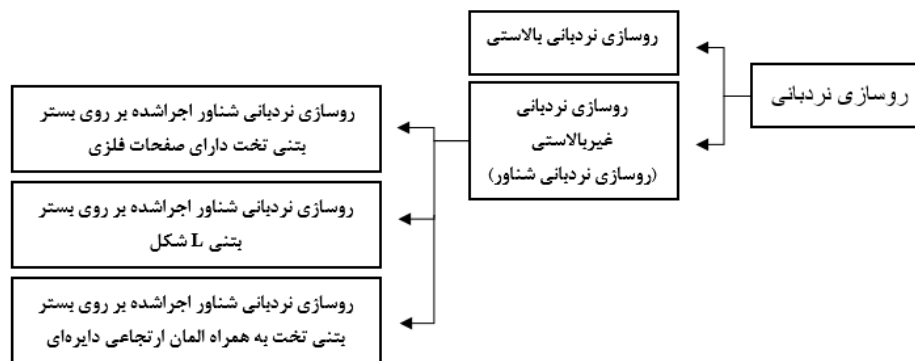 روسازی نردبانی
روسازی نردبانی بالاستی
روسازی نردبانی
غیربالاستی
(روسازی نردبانی شناور)
روسازی نردبانی شناور اجراشده بر روی بستر
بتنی تخت دارای صفحات فلزی
روسازی نردبانی شناور اجراشده بر روی بستر
بتنی L شکل
روسازی نردبانی شناور اجراشده بر روی بستر
بتنی تخت به همراه المان ارتجاعی دایره‌ای